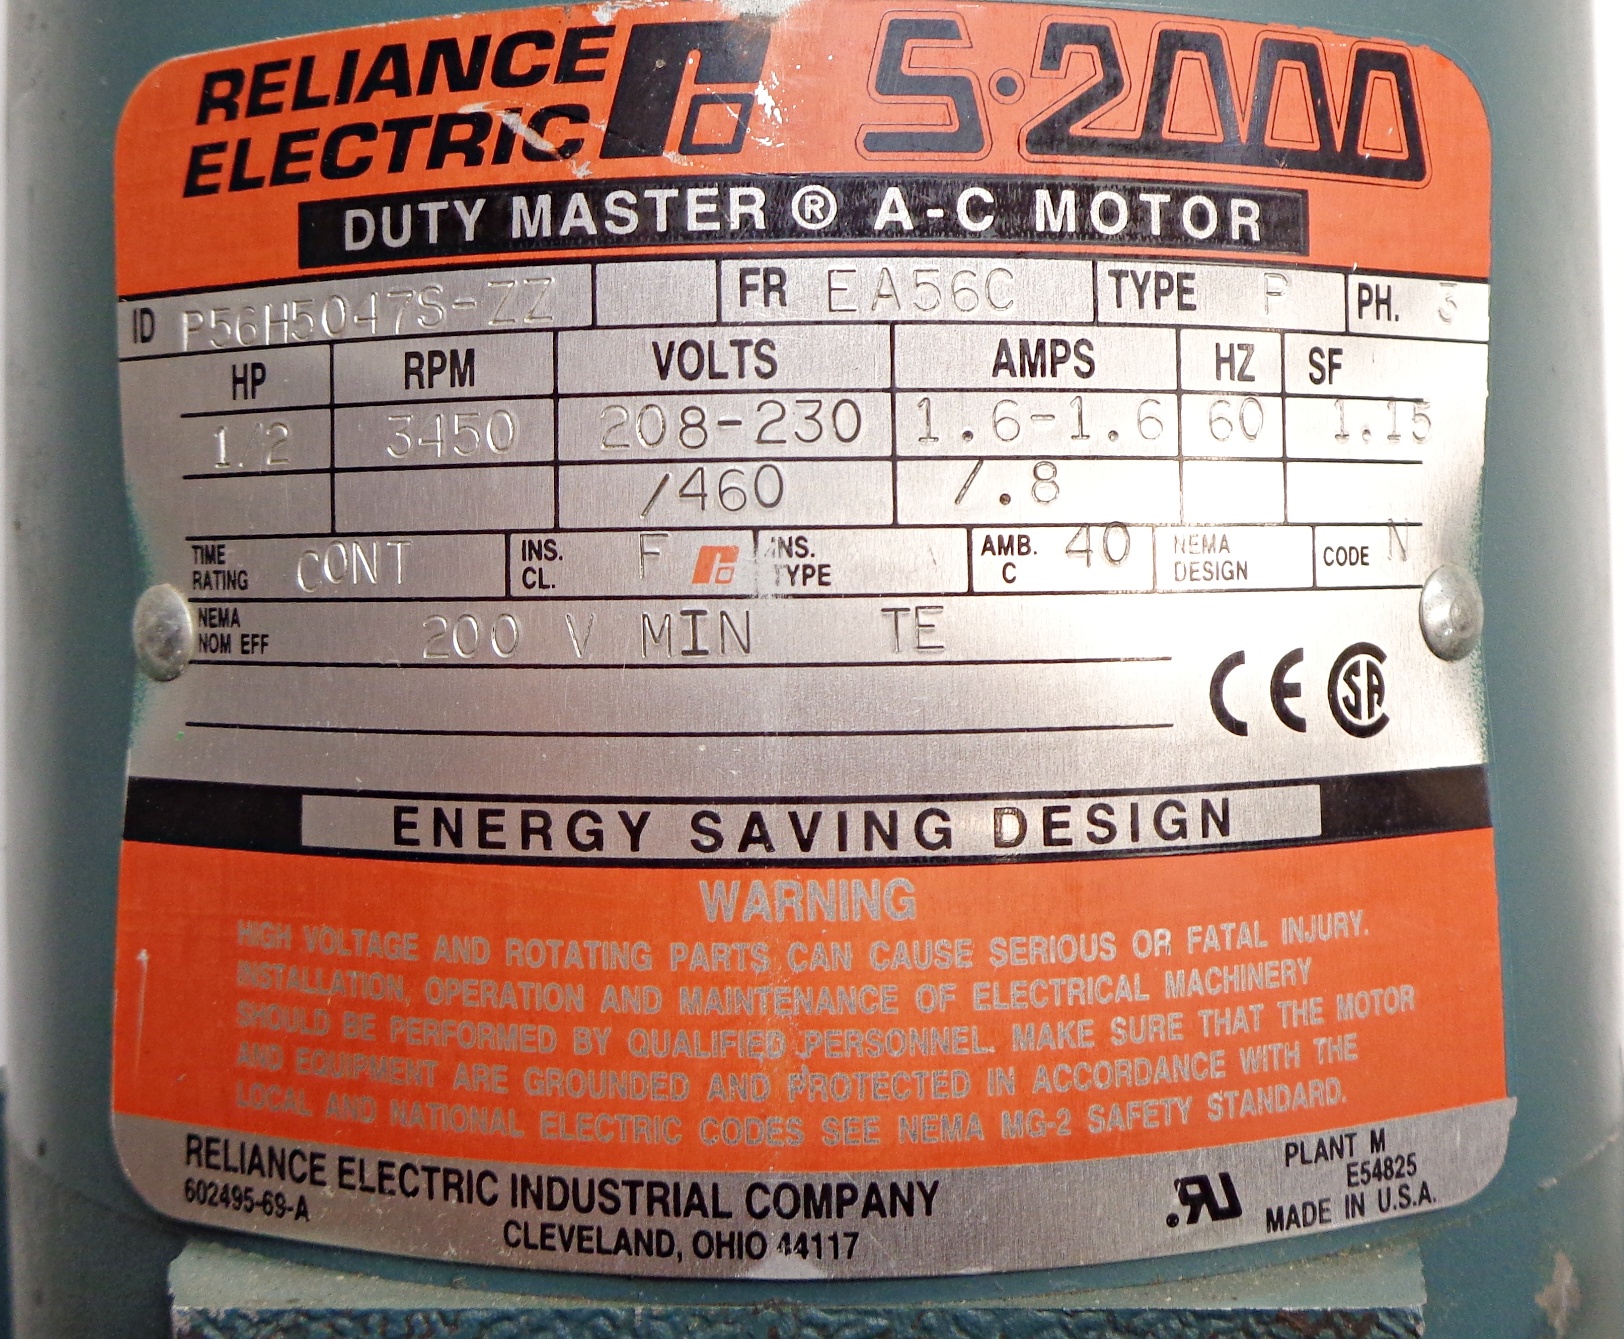 RELIANCE
ELECTRIC
S·2000
DUTY MASTER ® A-C MOTOR
ID P56H5047S-ZZ FR EA56C TYPE P PH. 3
HP RPM VOLTS AMPS HZ SF
1/2 3450 208-230 1.6-1.6 60 1.15
/460 /.8
TIME RATING CONT INS. CL. F INS. TYPE A AMB. C 40 NEMA DESIGN CODE N
NEMA NOM EFF 200 V MIN TE
CE SA
ENERGY SAVING DESIGN
WARNING
HIGH VOLTAGE AND ROTATING PARTS CAN CAUSE SERIOUS OR FATAL INJURY.
INSTALLATION, OPERATION AND MAINTENANCE OF ELECTRICAL MACHINERY
SHOULD BE PERFORMED BY QUALIFIED PERSONNEL. MAKE SURE THAT THE MOTOR
AND EQUIPMENT ARE GROUNDED AND PROTECTED IN ACCORDANCE WITH THE
LOCAL AND NATIONAL ELECTRIC CODES SEE NEMA MG-2 SAFETY STANDARD.
RELIANCE ELECTRIC INDUSTRIAL COMPANY
602495-69-A
CLEVELAND, OHIO 44117
PLANT M
E54825
MADE IN U.S.A.